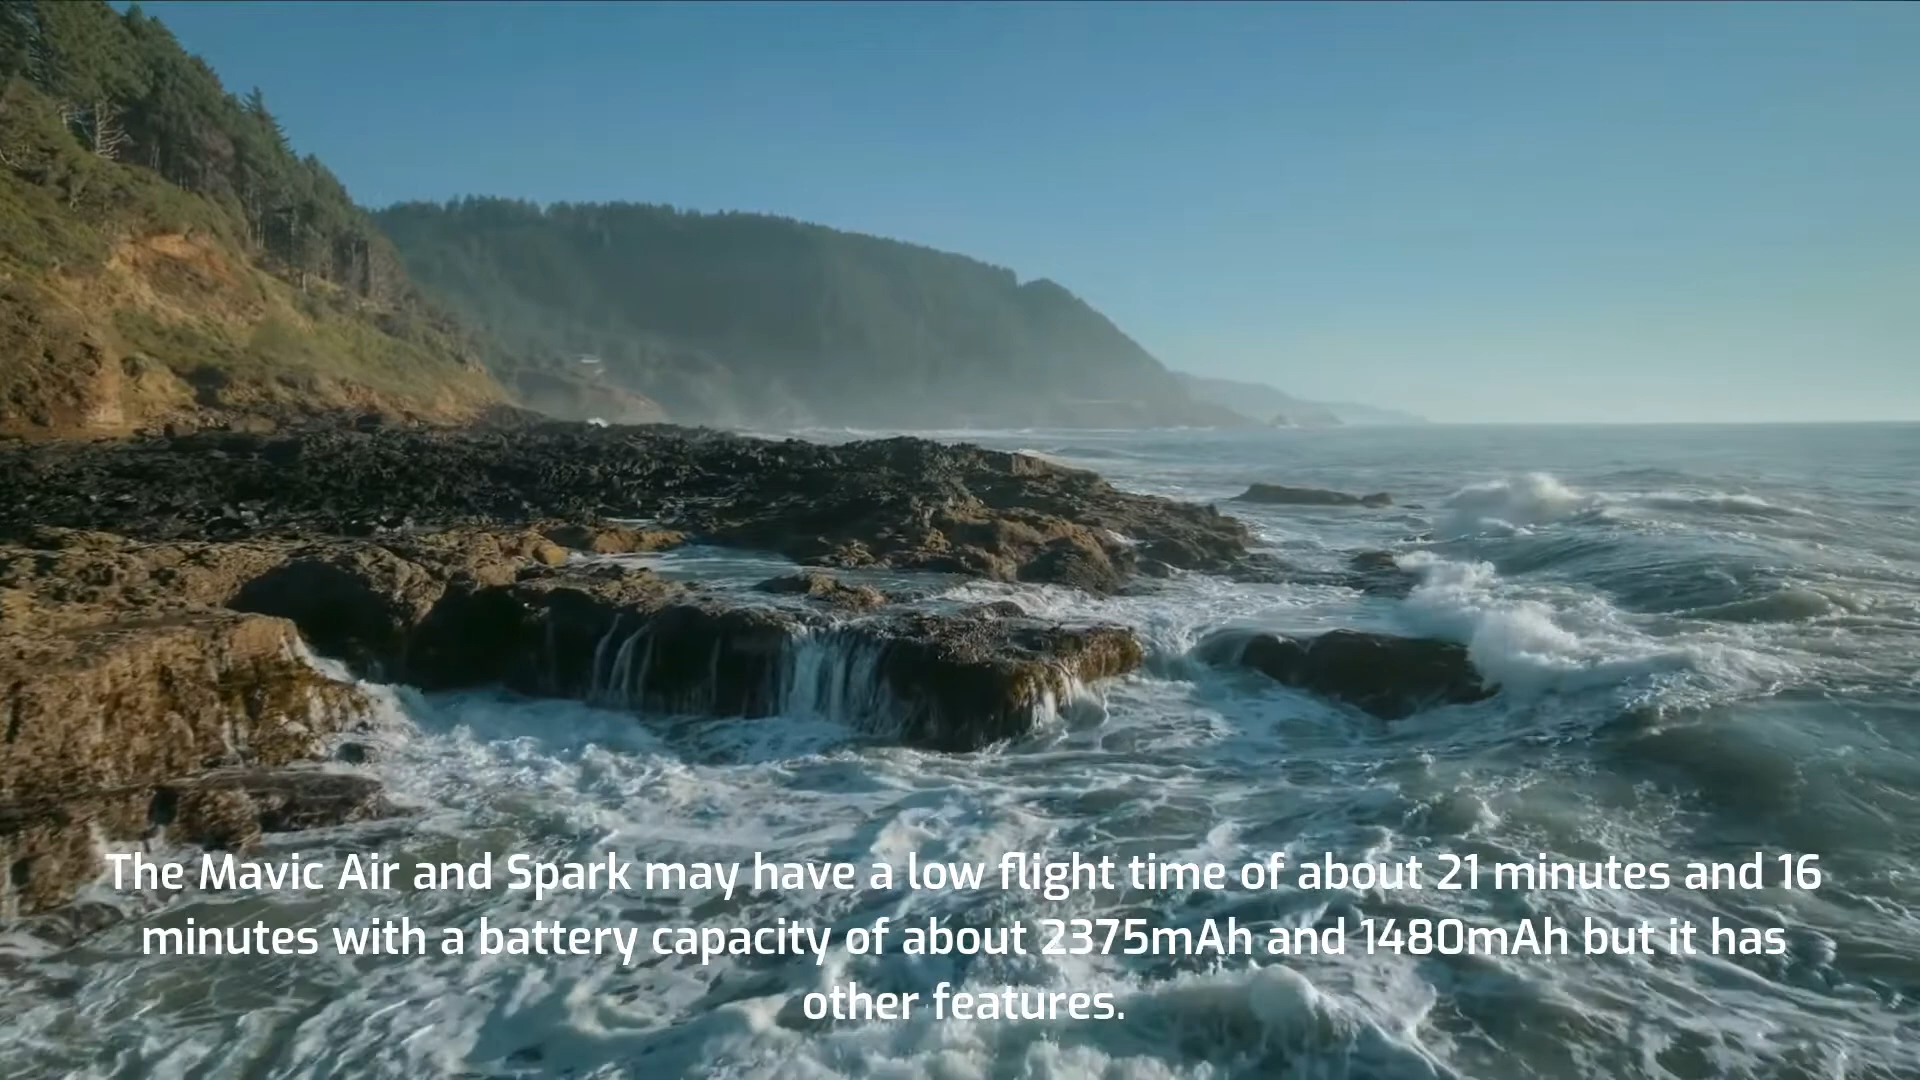 The Mavic Air and Spark may have a low flight time of about 21 minutes and 16
minutes with a battery capacity of about 2375mAh and 1480mAh but it has
other features.